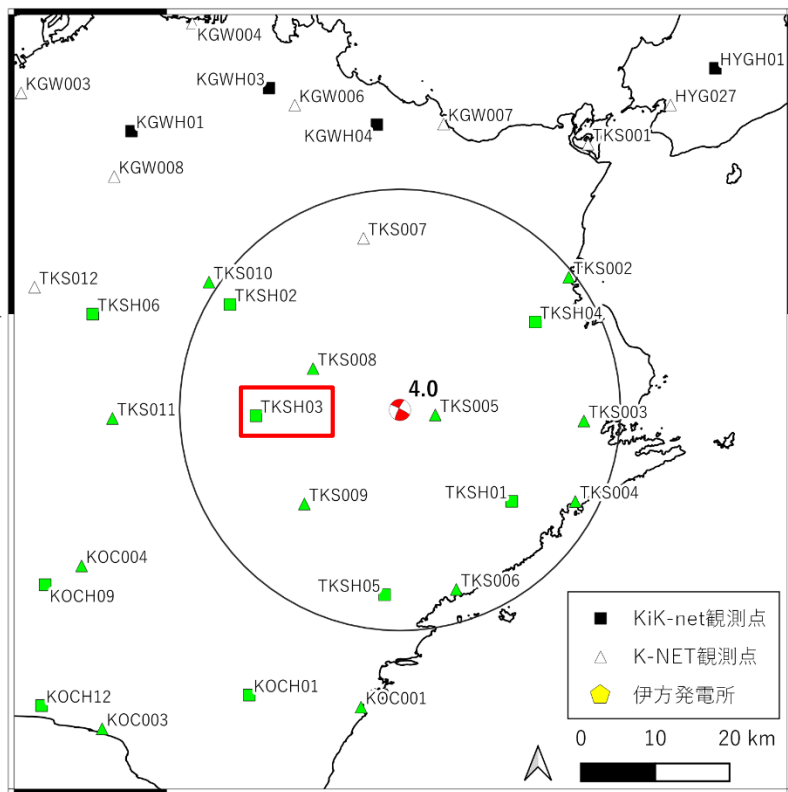 KGW004
HYGH01
KGWH03
KGW003
KGW006
HYG027
KGWH01
KGWH04
KGW007
TKS001
KGW008
TKS007
TKS002
TKS010
TKS012
TKSH02
TKSH06
TKSH04
TKS008
4.0
TKSH03
TKS011
TKS005
TKS003
TKS009
TKSH01
TKS004
KOC004
KOCH09
TKSH05
TKS006
KiK-net観測点
K-NET観測点
伊方発電所
KOCH12
KOCH01
KOC001
KOC003
0 10 20 km